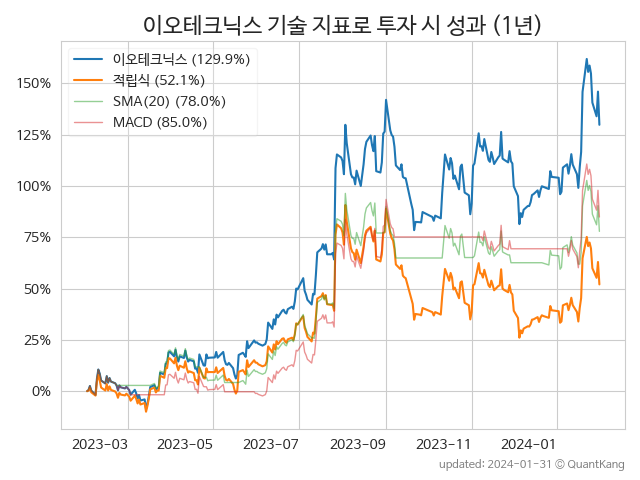 이오테크닉스 기술 지표로 투자 시 성과 (1년)
이오테크닉스 (129.9%)
적립식 (52.1%)
SMA(20) (78.0%)
MACD (85.0%)
150%
125%
100%
75%
50%
25%
0%
2023-03 2023-05 2023-07 2023-09 2023-11 2024-01
updated: 2024-01-31 © QuantKang